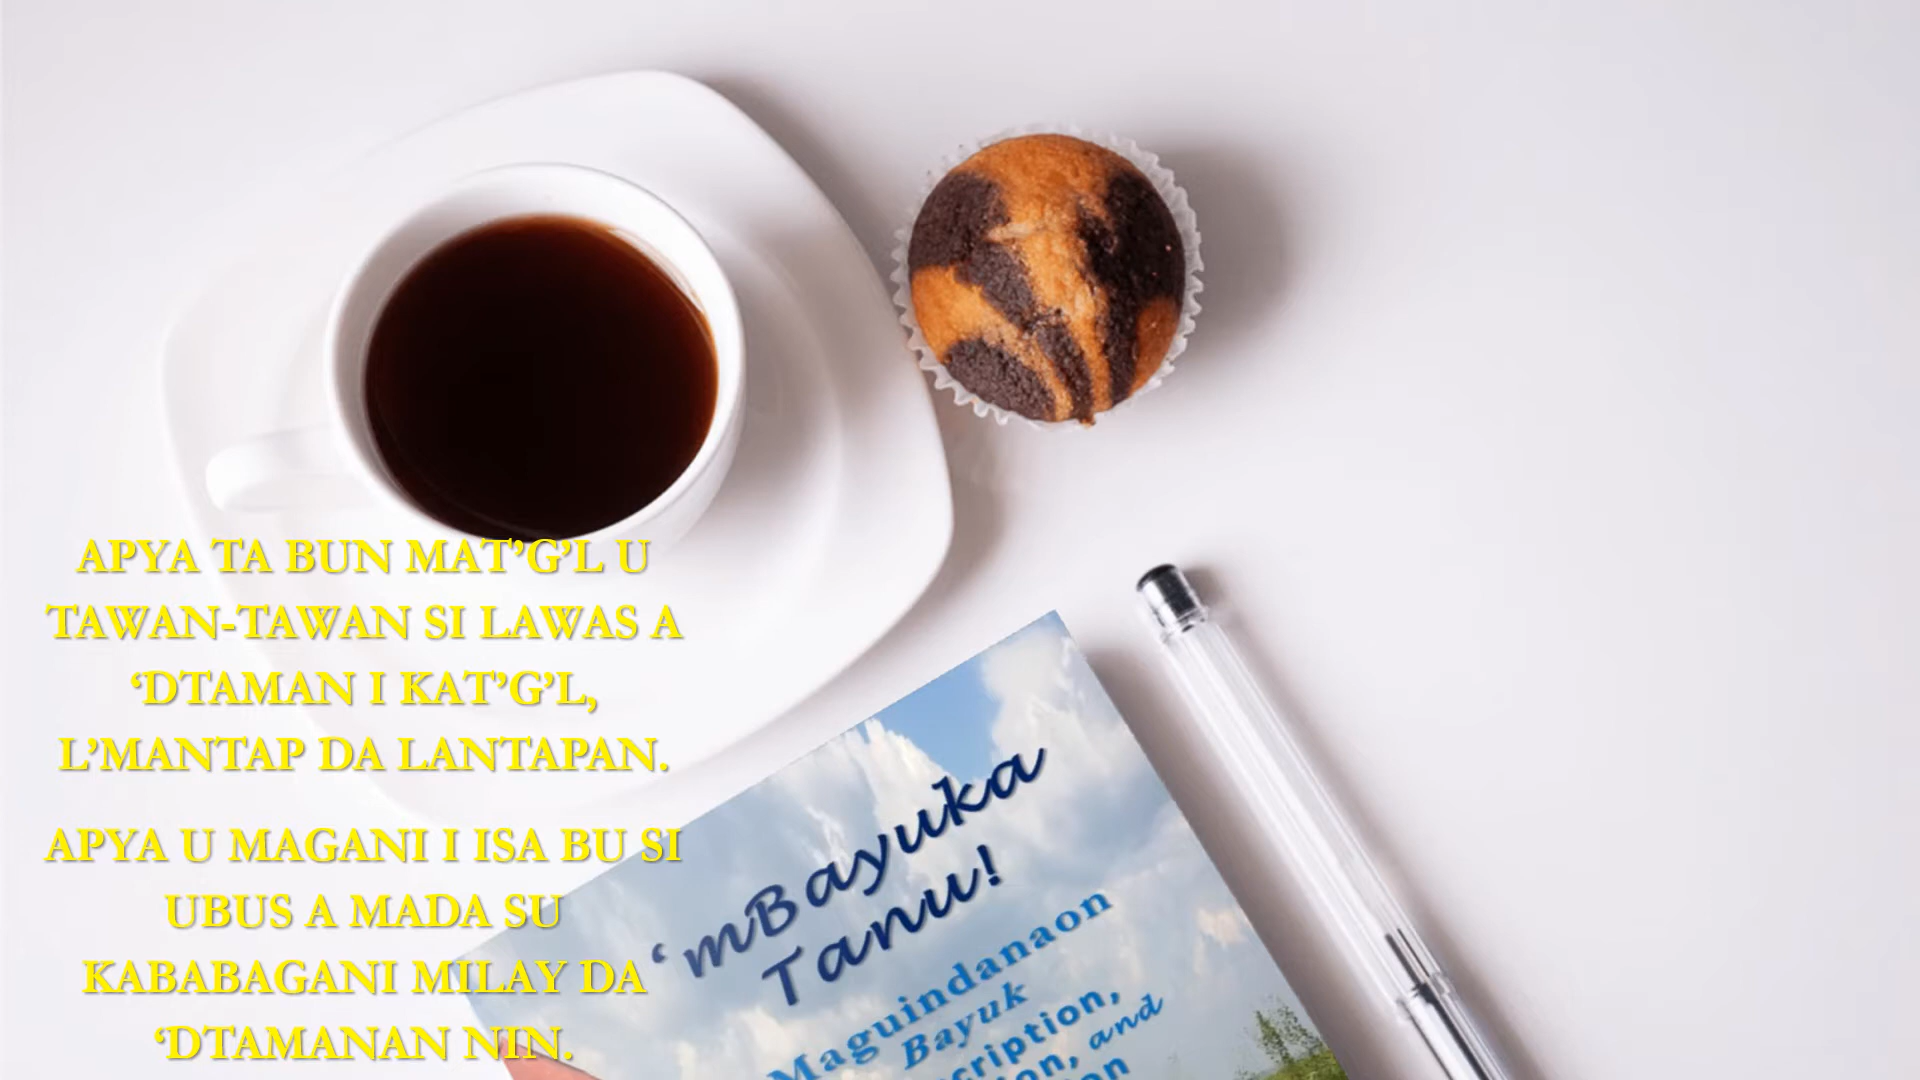 APYA TA BUN MAT’G’L U
TAWAN-TAWAN SI LAWAS A
‘DTAMAN I KAT’G’L,
L’MANTAP DA LANTAPAN.
APYA U MAGANI I ISA BU SI
UBUS A MADA SU
KABABAGANI MILAY DA
‘DTAMANAN NIN.
‘mBayuka
Tanu!
Maguindanaon
Bayuk
and